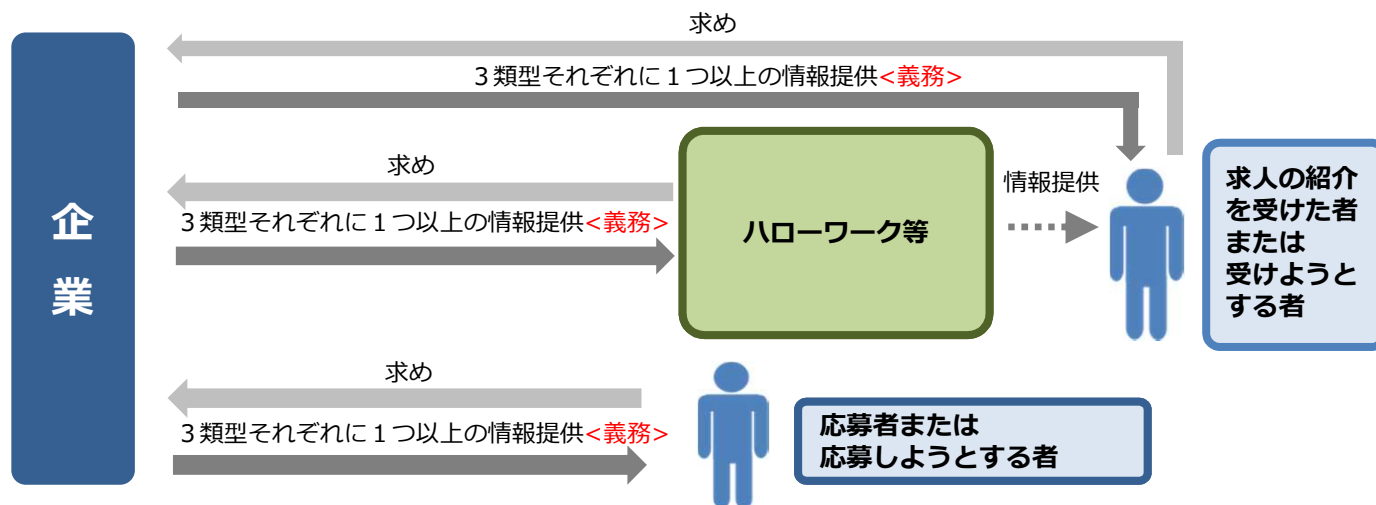 求め
3類型それぞれに1つ以上の情報提供<義務>
企
業
求め
3類型それぞれに1つ以上の情報提供<義務>
ハローワーク等
情報提供
求人の紹介
を受けた者
または
受けようと
する者
求め
3類型それぞれに1つ以上の情報提供<義務>
応募者または
応募しようとする者